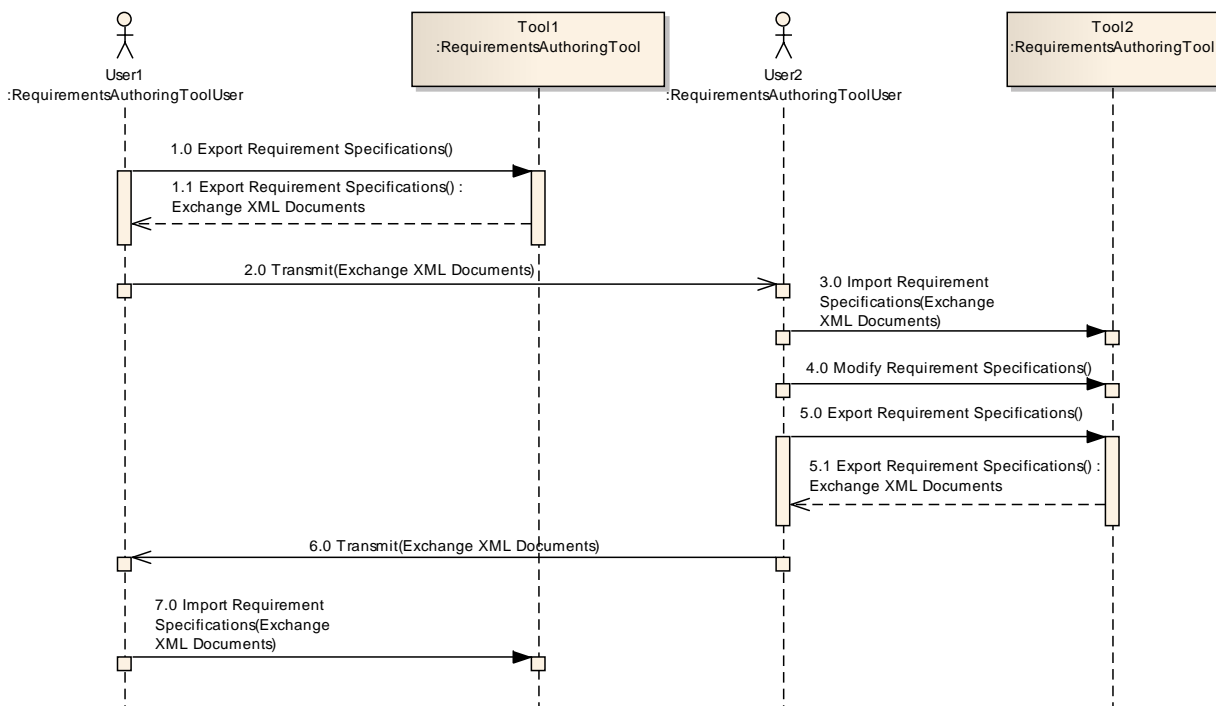 Tool1
:RequirementsAuthoringTool
Tool2
:RequirementsAuthoringTool
User1
:RequirementsAuthoringToolUser
User2
:RequirementsAuthoringToolUser
1.0 Export Requirement Specifications()
1.1 Export Requirement Specifications() :
Exchange XML Documents
2.0 Transmit(Exchange XML Documents)
3.0 Import Requirement
Specifications(Exchange
XML Documents)
4.0 Modify Requirement Specifications()
5.0 Export Requirement Specifications()
5.1 Export Requirement Specifications() :
Exchange XML Documents
6.0 Transmit(Exchange XML Documents)
7.0 Import Requirement
Specifications(Exchange
XML Documents)